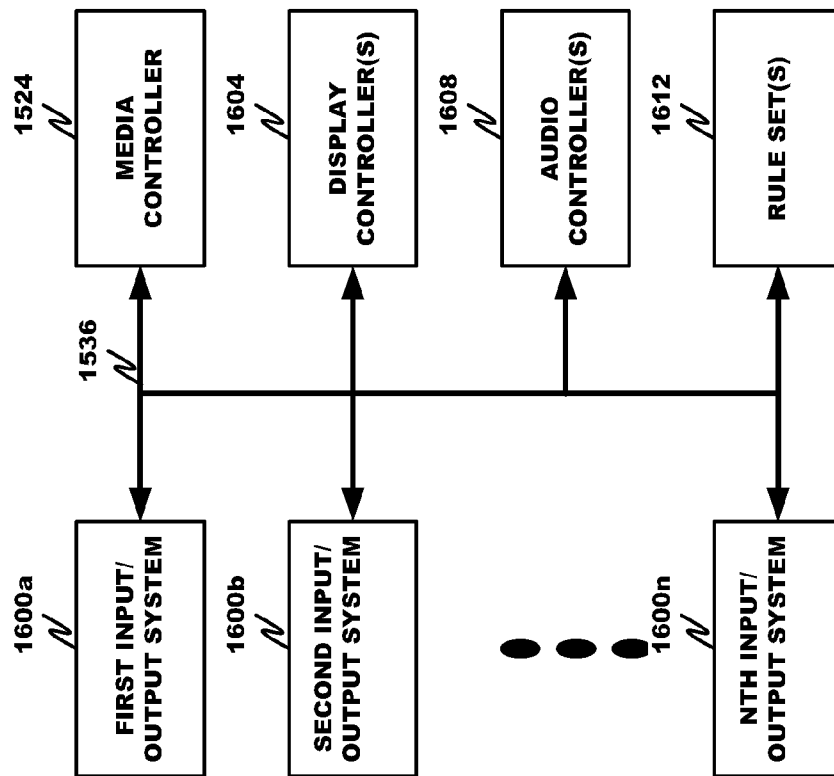 1600a
FIRST INPUT/
OUTPUT SYSTEM
1600b
SECOND INPUT/
OUTPUT SYSTEM
1600n
NTH INPUT/
OUTPUT SYSTEM
1536
1524
MEDIA
CONTROLLER
1604
DISPLAY
CONTROLLER(S)
1608
AUDIO
CONTROLLER(S)
1612
RULE SET(S)